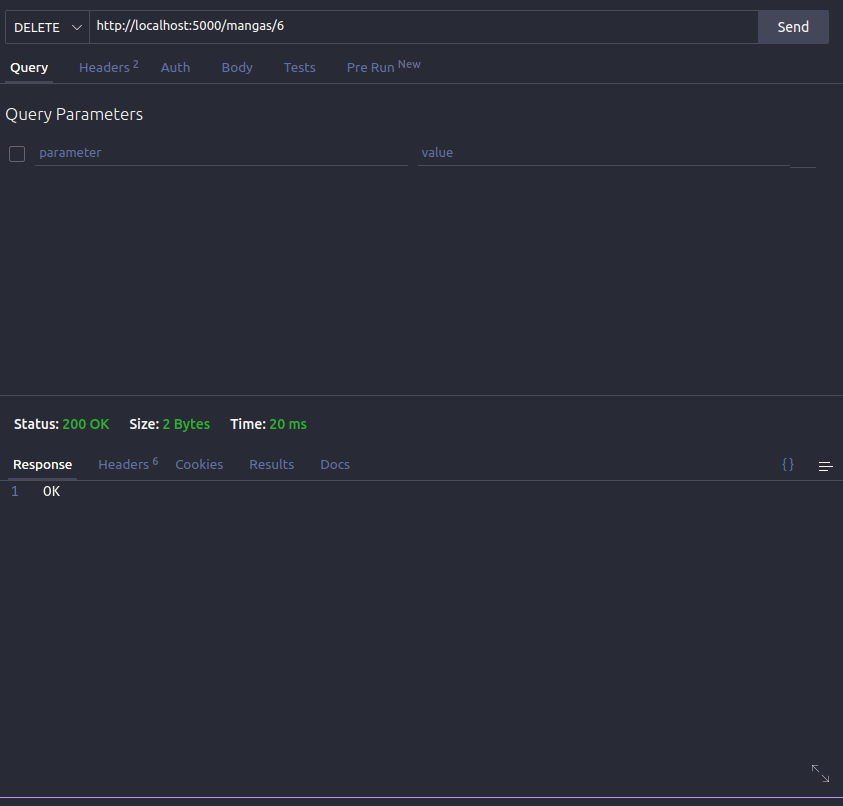 DELETE http://localhost:5000/mangas/6 Send
Query Headers 2 Auth Body Tests Pre Run New
Query Parameters
parameter value
Status: 200 OK Size: 2 Bytes Time: 20 ms
Response Headers 6 Cookies Results Docs {}
1 OK